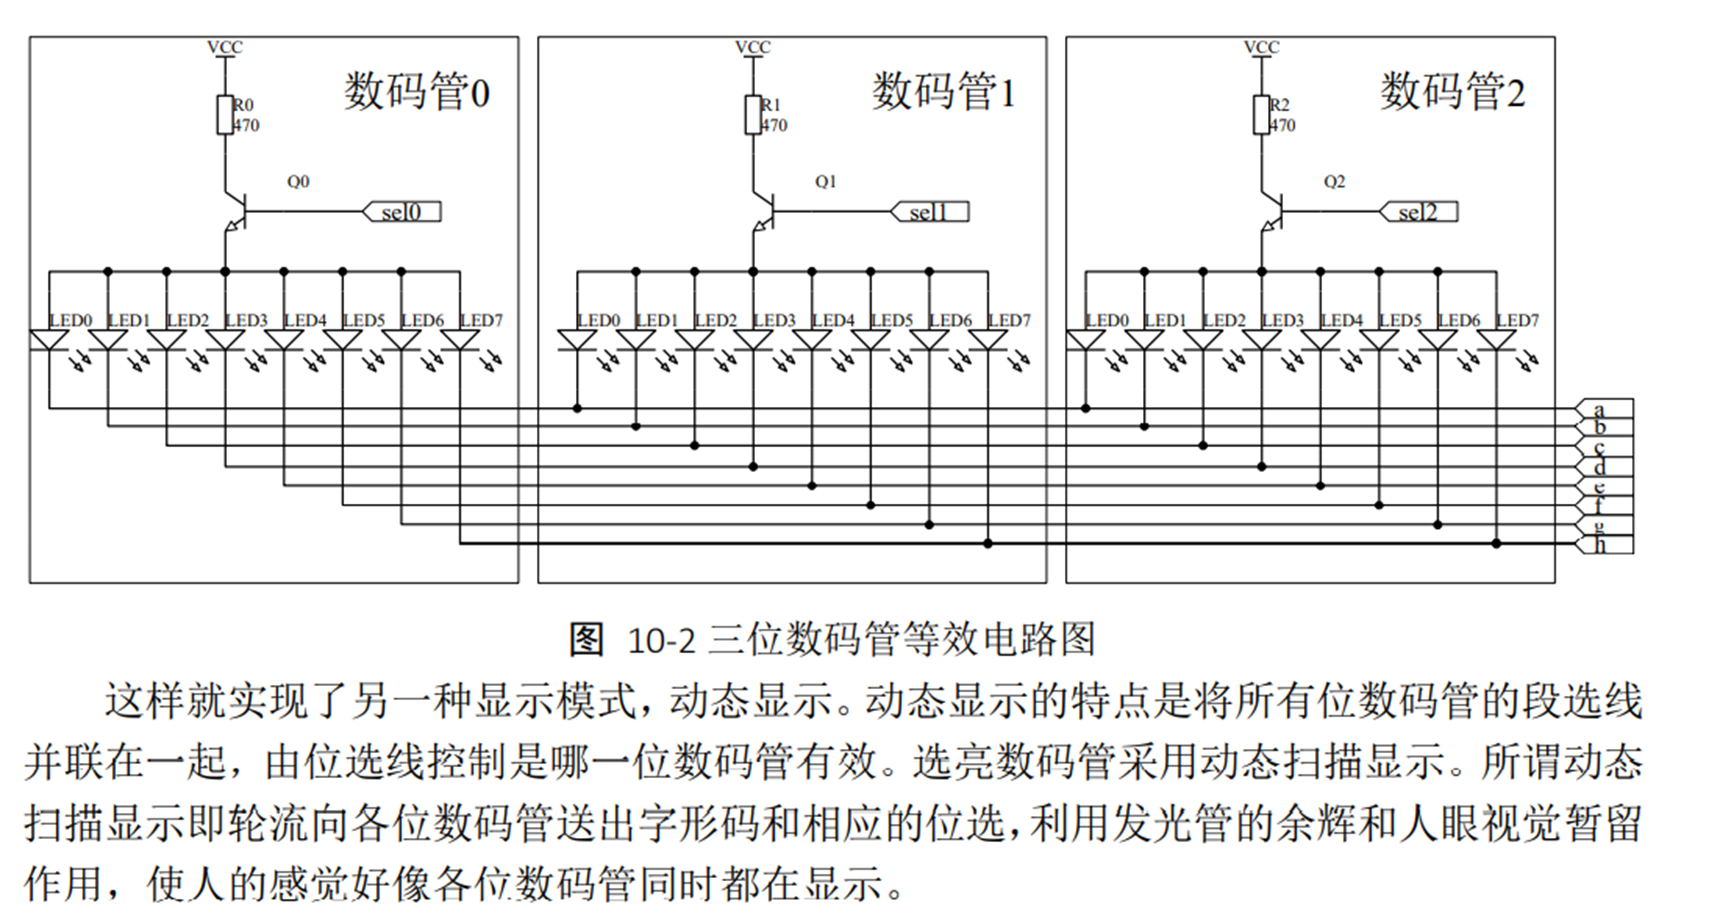 VCC VCC VCC
数码管0 数码管1 数码管2
R0 R1 R2
470 470 470
Q0 Q1 Q2
sel0 sel1 sel2
LED0 LED1 LED2 LED3 LED4 LED5 LED6 LED7 LED0 LED1 LED2 LED3 LED4 LED5 LED6 LED7 LED0 LED1 LED2 LED3 LED4 LED5 LED6 LED7
a
b
c
d
e
f
g
h
图 10-2 三位数码管等效电路图
这样就实现了另一种显示模式，动态显示。动态显示的特点是将所有位数码管的段选线
并联在一起，由位选线控制是哪一位数码管有效。选亮数码管采用动态扫描显示。所谓动态
扫描显示即轮流向各位数码管送出字形码和相应的位选，利用发光管的余辉和人眼视觉暂留
作用，使人的感觉好像各位数码管同时都在显示。